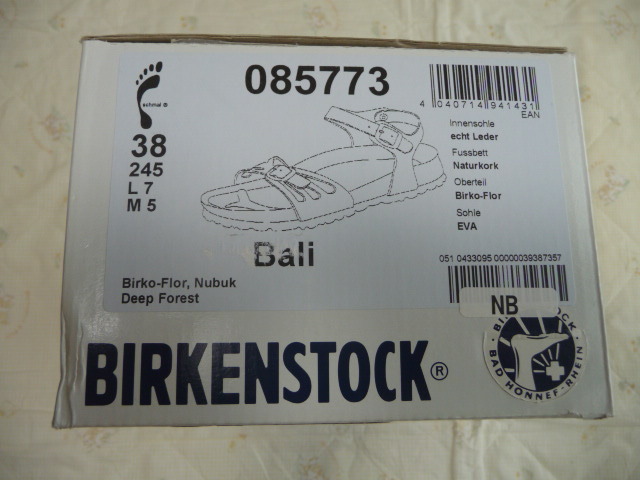 085773
4 040714 941431
EAN
schmal ®
38
245
L 7
M 5
Innensohle
echt Leder
Fussbett
Naturkork
Oberteil
Birko-Flor
Sohle
EVA
Bali
051 0433095 00000039387357
Birko-Flor, Nubuk
Deep Forest
NB
BIRKENSTOCK®
STOCK • BAD HONNEF-RHEIN •